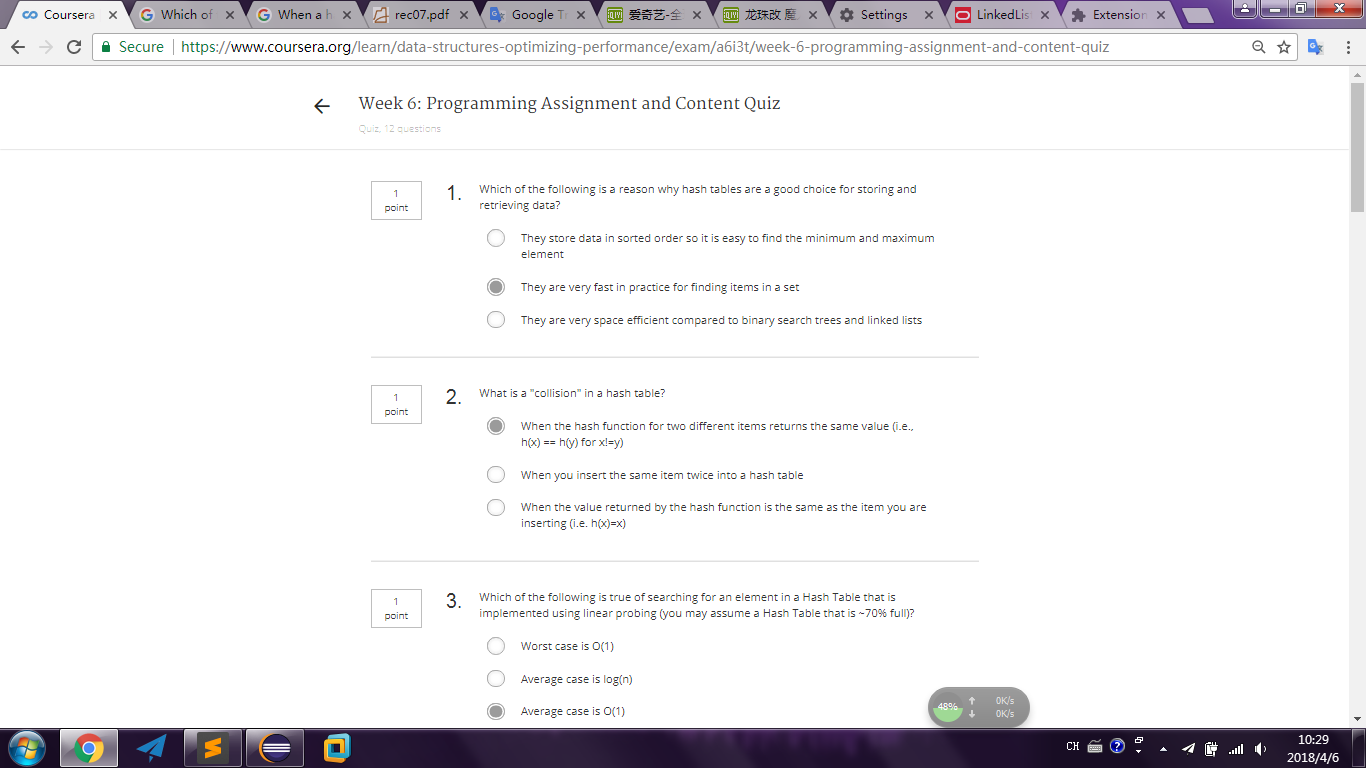 Coursera
Which of
When a h
rec07.pdf
Google T
爱奇艺-全
龙珠改 魔
Settings
LinkedLis
Extension
Secure
https://www.coursera.org/learn/data-structures-optimizing-performance/exam/a6i3t/week-6-programming-assignment-and-content-quiz
Week 6: Programming Assignment and Content Quiz
Quiz, 12 questions
1
point
1.
Which of the following is a reason why hash tables are a good choice for storing and
retrieving data?
They store data in sorted order so it is easy to find the minimum and maximum
element
They are very fast in practice for finding items in a set
They are very space efficient compared to binary search trees and linked lists
1
point
2.
What is a "collision" in a hash table?
When the hash function for two different items returns the same value (i.e.,
h(x) == h(y) for x!=y)
When you insert the same item twice into a hash table
When the value returned by the hash function is the same as the item you are
inserting (i.e. h(x)=x)
1
point
3.
Which of the following is true of searching for an element in a Hash Table that is
implemented using linear probing (you may assume a Hash Table that is ~70% full)?
Worst case is O(1)
Average case is log(n)
Average case is O(1)
48%
0K/s
0K/s
CH
10:29
2018/4/6